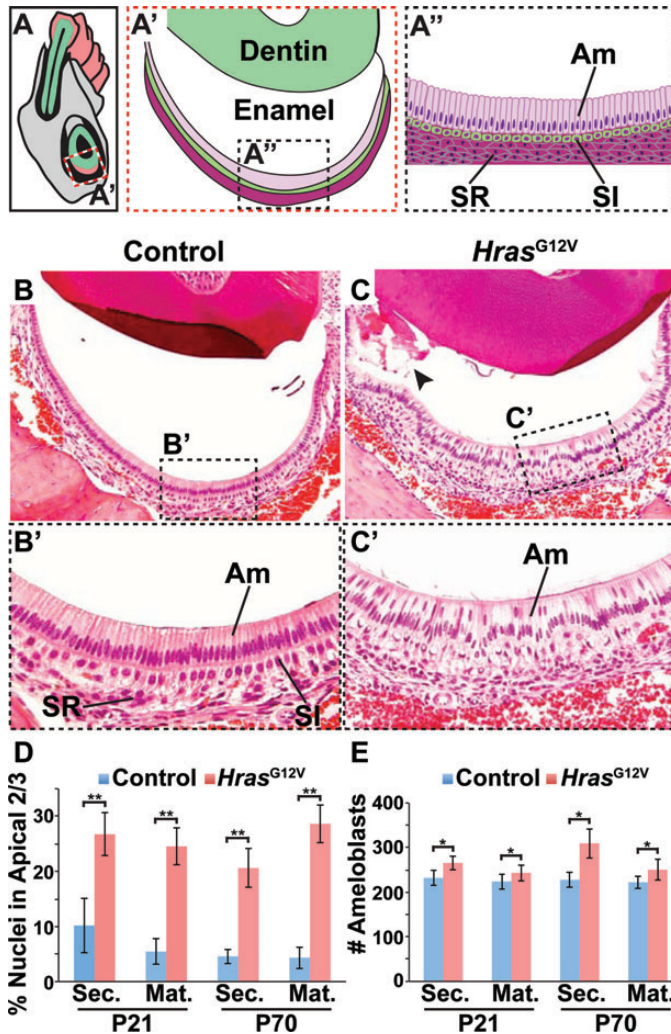 A
A'
A'
Dentin
Enamel
A''
A''
Am
SR
SI
Control
Hras^G12V
B
B'
C
C'
B'
Am
SR
SI
C'
Am
D
Control Hras^G12V
% Nuclei in Apical 2/3
30
20
10
0
** ** ** **
Sec. Mat. Sec. Mat.
P21 P70
E
Control Hras^G12V
# Ameloblasts
400
300
200
100
0
* * * *
Sec. Mat. Sec. Mat.
P21 P70